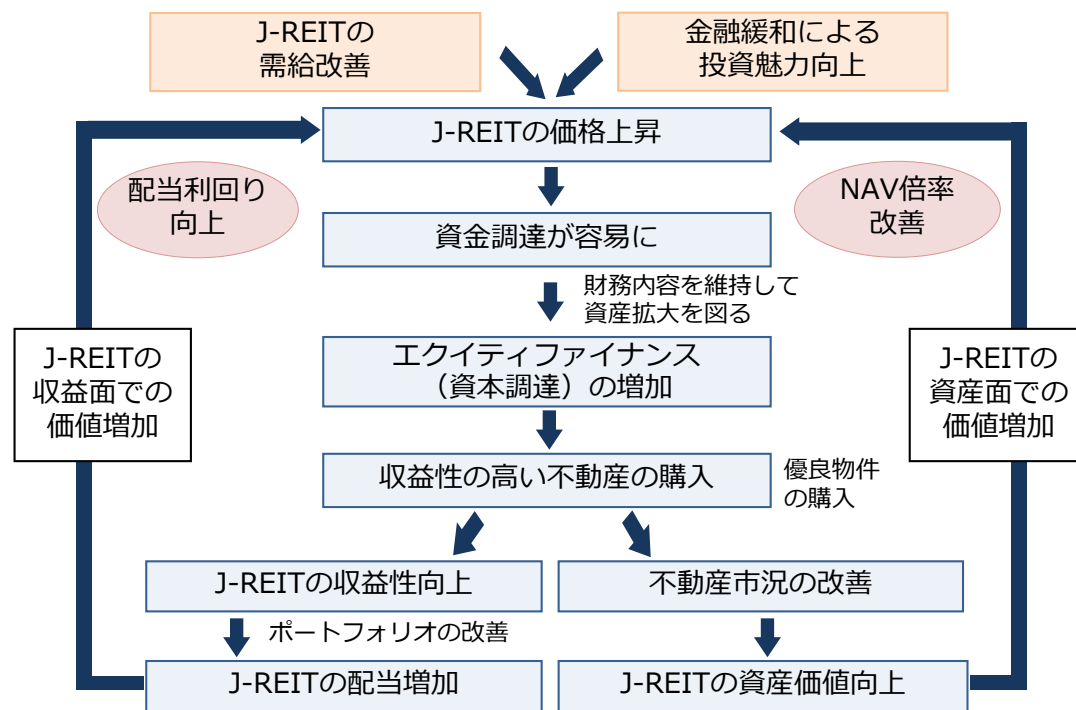 J-REITの
需給改善
金融緩和による
投資魅力向上
J-REITの価格上昇
配当利回り
向上
NAV倍率
改善
資金調達が容易に
財務内容を維持して
資産拡大を図る
J-REITの
収益面での
価値増加
エクイティファイナンス
（資本調達）の増加
J-REITの
資産面での
価値増加
収益性の高い不動産の購入
優良物件
の購入
J-REITの収益性向上
不動産市況の改善
ポートフォリオの改善
J-REITの配当増加
J-REITの資産価値向上